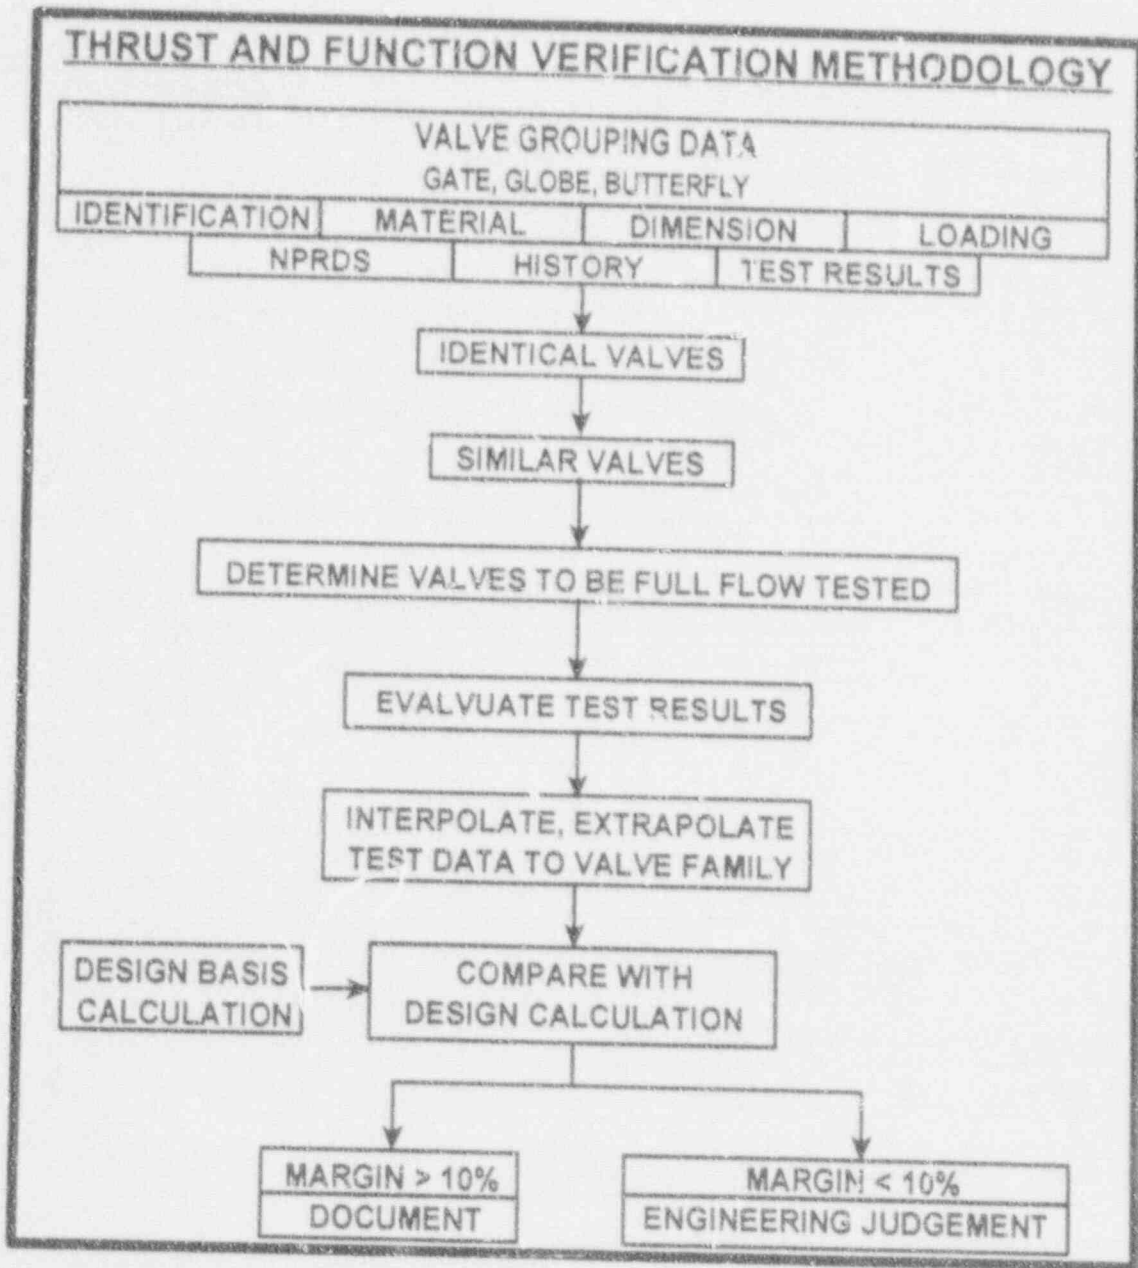 THRUST AND FUNCTION VERIFICATION METHODOLOGY
VALVE GROUPING DATA
GATE, GLOBE, BUTTERFLY
IDENTIFICATION MATERIAL DIMENSION LOADING
NPRDS HISTORY TEST RESULTS
IDENTICAL VALVES
SIMILAR VALVES
DETERMINE VALVES TO BE FULL FLOW TESTED
EVALVUATE TEST RESULTS
INTERPOLATE, EXTRAPOLATE
TEST DATA TO VALVE FAMILY
DESIGN BASIS
CALCULATION
COMPARE WITH
DESIGN CALCULATION
MARGIN > 10%
DOCUMENT
MARGIN < 10%
ENGINEERING JUDGEMENT